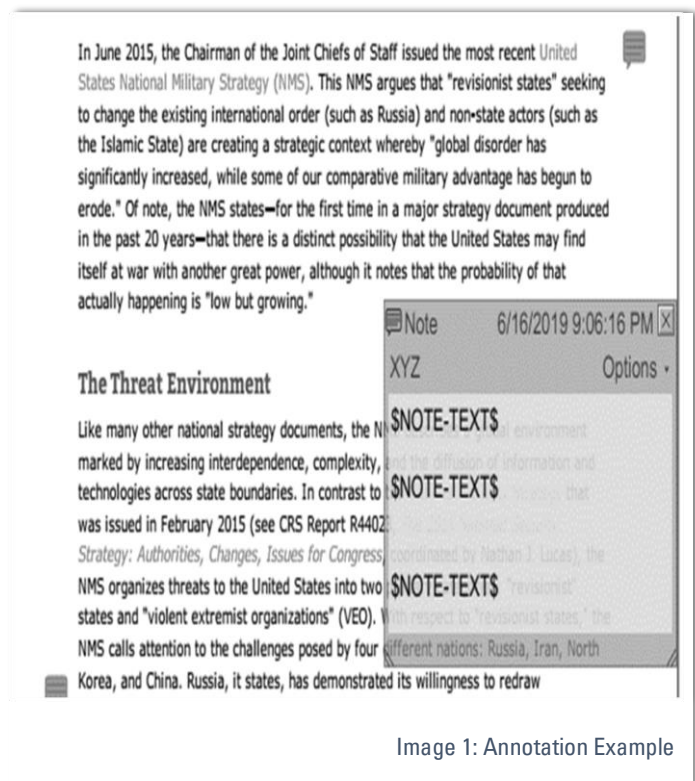 In June 2015, the Chairman of the Joint Chiefs of Staff issued the most recent United
States National Military Strategy (NMS). This NMS argues that "revisionist states" seeking
to change the existing international order (such as Russia) and non-state actors (such as
the Islamic State) are creating a strategic context whereby "global disorder has
significantly increased, while some of our comparative military advantage has begun to
erode." Of note, the NMS states—for the first time in a major strategy document produced
in the past 20 years—that there is a distinct possibility that the United States may find
itself at war with another great power, although it notes that the probability of that
actually happening is "low but growing."
The Threat Environment
Like many other national strategy documents, the global environment
marked by increasing interdependence, complexity, and the diffusion of information and
technologies across state boundaries. In contrast to that
was issued in February 2015 (see CRS Report
Strategy: Authorities, Changes, Issues for Congress, coordinated by Nathan J. Lucas), the
NMS organizes threats to the United States into two "revisionist"
states and "violent extremist organizations" (VEO). With respect to "revisionist states," the
NMS calls attention to the challenges posed by four different nations: Russia, Iran, North
Korea, and China. Russia, it states, has demonstrated its willingness to redraw
Note 6/16/2019 9:06:16 PM X
XYZ Options
$NOTE-TEXT$
$NOTE-TEXT$
$NOTE-TEXT$
Image 1: Annotation Example